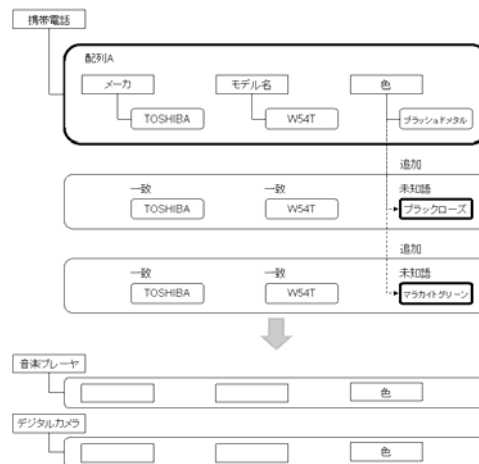 携帯電話
配列A
メーカ モデル名 色
TOSHIBA W54T ブラッシュドメタル
追加
一致 一致 未知語
TOSHIBA W54T ブラックローズ
追加
一致 一致 未知語
TOSHIBA W54T マラカイトグリーン
音楽プレーヤ
色
デジタルカメラ
色